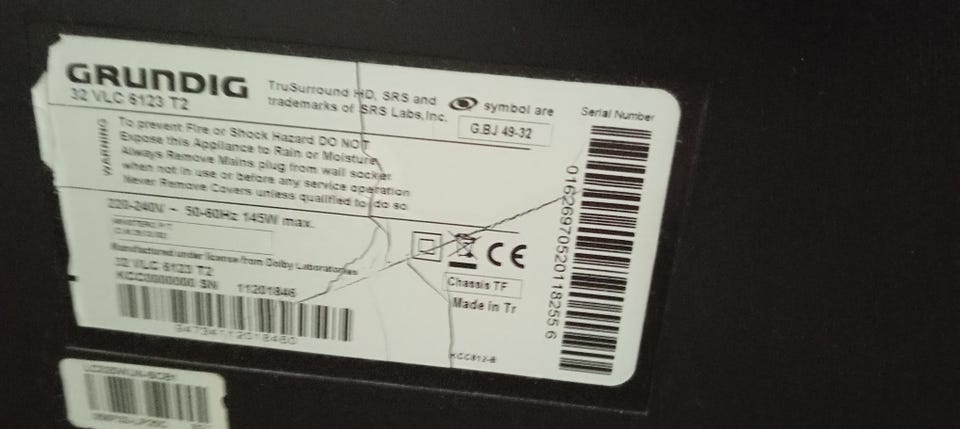 GRUNDIG
32 VLC 6123 T2
TruSurround HD, SRS and symbol are
trademarks of SRS Labs, Inc.
G.BJ 49-32
Serial Number
To prevent Fire or Shock Hazard DO NOT
Expose this Appliance to Rain or Moisture
Always Remove Mains plug from wall socket
when not in use or before any service operation
Never Remove Covers unless qualified to do so
220-240V ~ 50-60Hz 145W max.
Manufactured under license from Dolby Laboratories
32 VLC 6123 T2
KCC0000000 SN 11201846
CE
Chassis TF
Made in Tr
KCC812-B